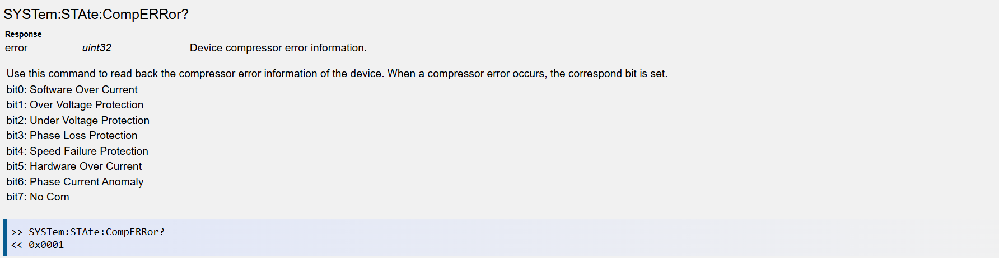 SYSTem:STAte:CompERRor?
Response
error uint32 Device compressor error information.
Use this command to read back the compressor error information of the device. When a compressor error occurs, the correspond bit is set.
bit0: Software Over Current
bit1: Over Voltage Protection
bit2: Under Voltage Protection
bit3: Phase Loss Protection
bit4: Speed Failure Protection
bit5: Hardware Over Current
bit6: Phase Current Anomaly
bit7: No Com
>> SYSTem:STAte:CompERRor?
<< 0x0001